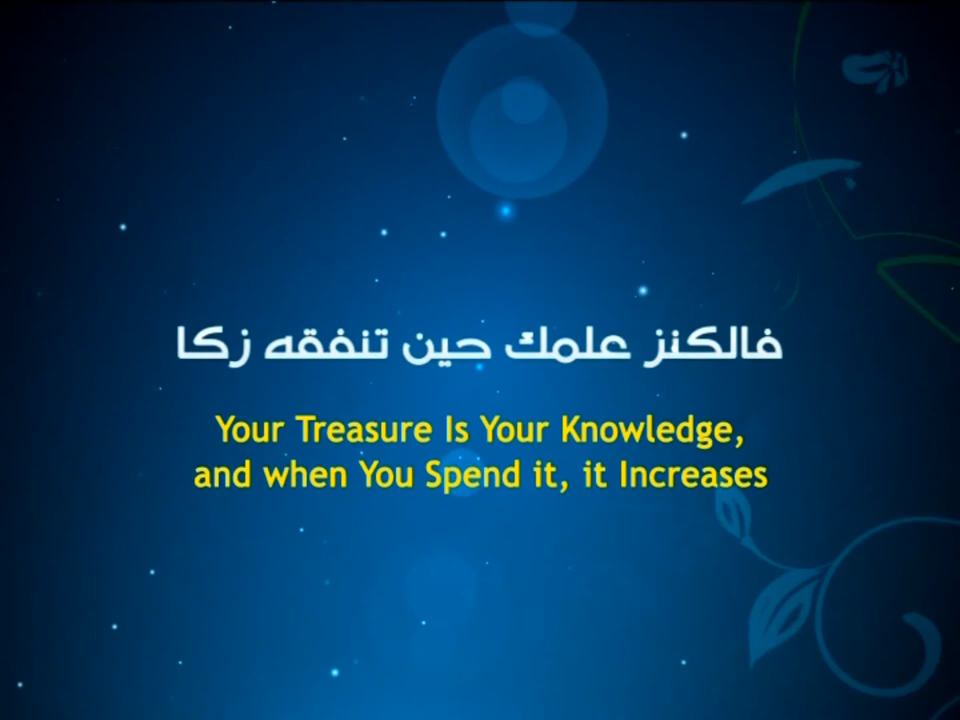 فالكنز علمك حين تنفقه زكا
Your Treasure Is Your Knowledge,
and when You Spend it, it Increases